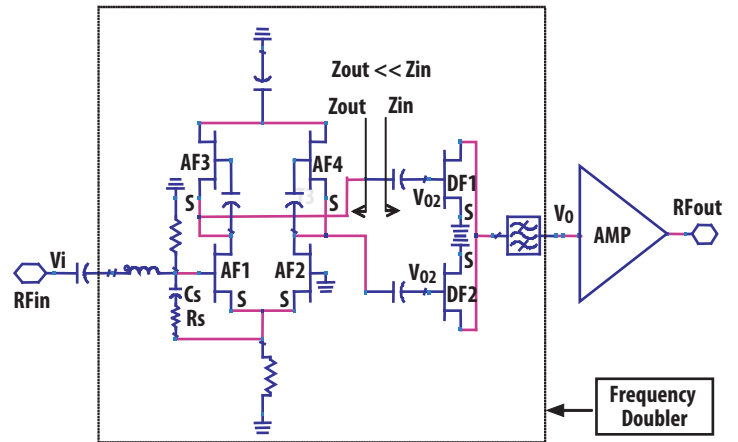 Zout << Zin
Zout Zin
AF3
AF4
DF1
S
S
V02
S
V0
RFout
AMP
Vi
AF1
AF2
V02
S
RFin
Cs
S
S
DF2
Rs
Frequency
Doubler